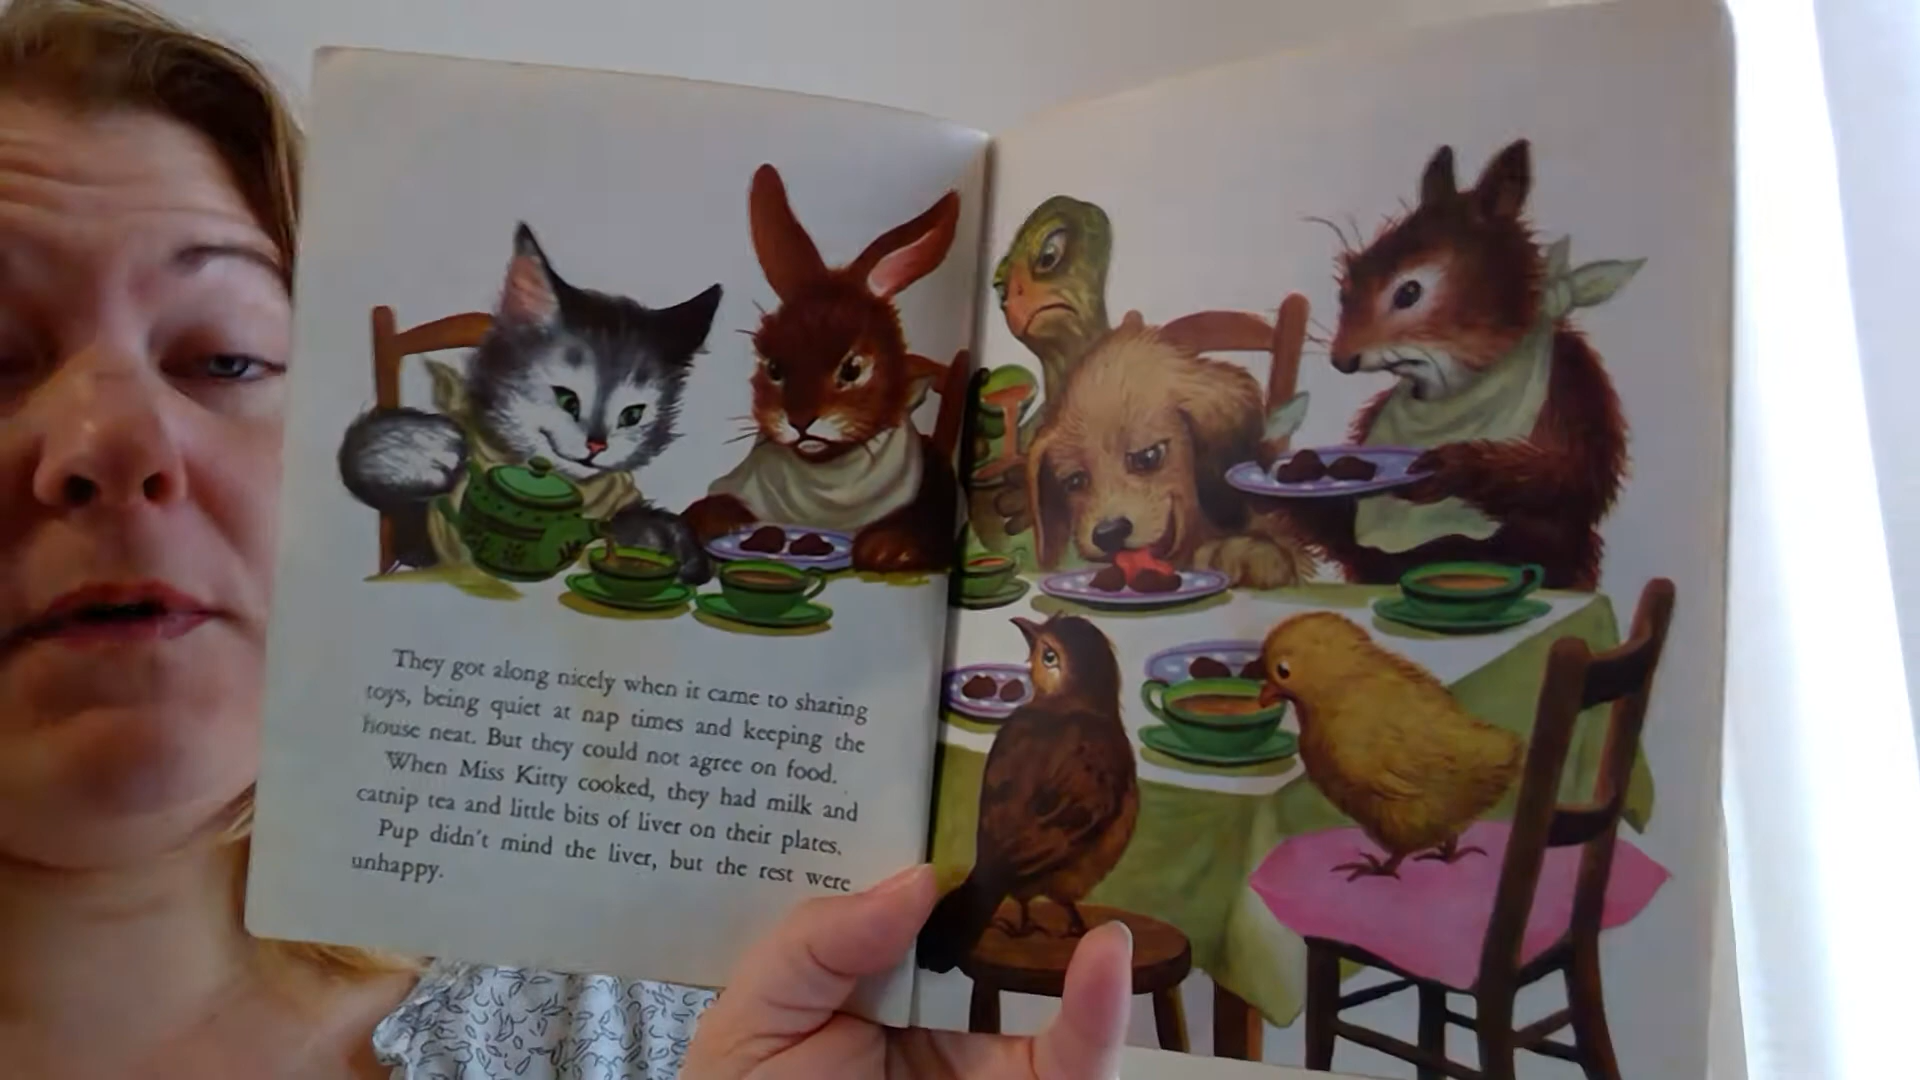 They got along nicely when it came to sharing
toys, being quiet at nap times and keeping the
house neat. But they could not agree on food.
When Miss Kitty cooked, they had milk and
catnip tea and little bits of liver on their plates.
Pup didn't mind the liver, but the rest were
unhappy.